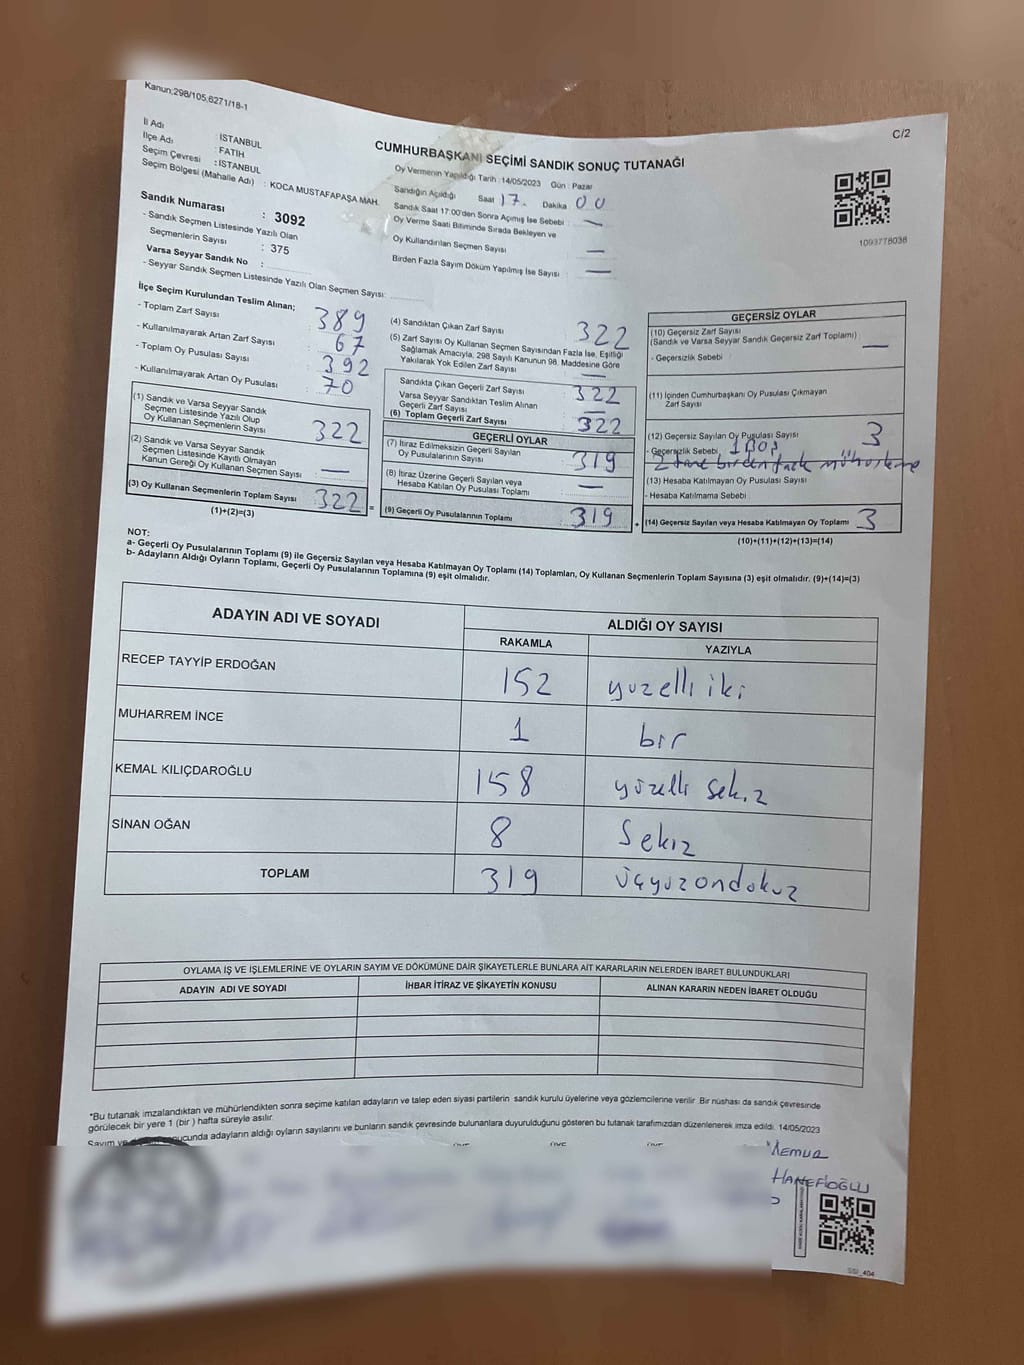 Kanun;298/105,6271/18-1
C/2
İl Adı : İSTANBUL
İlçe Adı : FATİH
Seçim Çevresi : İSTANBUL
Seçim Bölgesi (Mahalle Adı) : KOCA MUSTAFAPAŞA MAH.
CUMHURBAŞKANI SEÇİMİ SANDIK SONUÇ TUTANAĞI
Oy Vermenin Yapıldığı Tarih : 14/05/2023 Gün : Pazar
Sandığın Açıldığı Saat 17. Dakika 00
Sandık Saat 17:00'den Sonra Açımış İse Sebebi : —
Oy Verme Saati Bitiminde Sırada Bekleyen ve
Oy Kullandırılan Seçmen Sayısı : —
Birden Fazla Sayım Döküm Yapılmış İse Sayısı : —
1093778038
Sandık Numarası : 3092
- Sandık Seçmen Listesinde Yazılı Olan
Seçmenlerin Sayısı : 375
Varsa Seyyar Sandık No :
- Seyyar Sandık Seçmen Listesinde Yazılı Olan Seçmen Sayısı:
İlçe Seçim Kurulundan Teslim Alınan;
- Toplam Zarf Sayısı : 389
- Kullanılmayarak Artan Zarf Sayısı : 67
- Toplam Oy Pusulası Sayısı : 392
- Kullanılmayarak Artan Oy Pusulası : 70
(1) Sandık ve Varsa Seyyar Sandık
Seçmen Listesinde Yazılı Olup
Oy Kullanan Seçmenlerin Sayısı : 322
(2) Sandık ve Varsa Seyyar Sandık
Seçmen Listesinde Kayıtlı Olmayan
Kanun Gereği Oy Kullanan Seçmen Sayısı : —
(3) Oy Kullanan Seçmenlerin Toplam Sayısı : 322 =
(1)+(2)=(3)
(4) Sandıktan Çıkan Zarf Sayısı : 322
(5) Zarf Sayısı Oy Kullanan Seçmen Sayısından Fazla İse, Eşitliği
Sağlamak Amacıyla, 298 Sayılı Kanunun 98. Maddesine Göre
Yakılarak Yok Edilen Zarf Sayısı : —
Sandıkta Çıkan Geçerli Zarf Sayısı : 322
Varsa Seyyar Sandıktan Teslim Alınan
Geçerli Zarf Sayısı : —
(6) Toplam Geçerli Zarf Sayısı : 322
GEÇERLİ OYLAR
(7) İtiraz Edilmeksizin Geçerli Sayılan
Oy Pusulalarının Sayısı : 319
(8) İtiraz Üzerine Geçerli Sayılan veya
Hesaba Katılan Oy Pusulası Toplamı : —
(9) Geçerli Oy Pusulalarının Toplamı : 319 +
GEÇERSİZ OYLAR
(10) Geçersiz Zarf Sayısı
(Sandık ve Varsa Seyyar Sandık Geçersiz Zarf Toplamı) : —
- Geçersizlik Sebebi :
(11) İçinden Cumhurbaşkanı Oy Pusulası Çıkmayan
Zarf Sayısı
(12) Geçersiz Sayılan Oy Pusulası Sayısı : 3
- Geçersizlik Sebebi : 1 Boş
2 tane birden fazla mühürleme
(13) Hesaba Katılmayan Oy Pusulası Sayısı
- Hesaba Katılmama Sebebi
(14) Geçersiz Sayılan veya Hesaba Katılmayan Oy Toplamı : 3
(10)+(11)+(12)+(13)=(14)
NOT:
a- Geçerli Oy Pusulalarının Toplamı (9) ile Geçersiz Sayılan veya Hesaba Katılmayan Oy Toplamı (14) Toplamları, Oy Kullanan Seçmenlerin Toplam Sayısına (3) eşit olmalıdır. (9)+(14)=(3)
b- Adayların Aldığı Oyların Toplamı, Geçerli Oy Pusulalarının Toplamına (9) eşit olmalıdır.
ADAYIN ADI VE SOYADI
ALDIĞI OY SAYISI
RAKAMLA YAZIYLA
RECEP TAYYİP ERDOĞAN 152 yüzelli iki
MUHARREM İNCE 1 bir
KEMAL KILIÇDAROĞLU 158 yüzelli sekiz
SİNAN OĞAN 8 Sekiz
TOPLAM 319 üçyüzondokuz
OYLAMA İŞ VE İŞLEMLERİNE VE OYLARIN SAYIM VE DÖKÜMÜNE DAİR ŞİKAYETLERLE BUNLARA AİT KARARLARIN NELERDEN İBARET BULUNDUKLARI
ADAYIN ADI VE SOYADI İHBAR İTİRAZ VE ŞİKAYETİN KONUSU ALINAN KARARIN NEDEN İBARET OLDUĞU
*Bu tutanak imzalandıktan ve mühürlendikten sonra seçime katılan adayların ve talep eden siyasi partilerin sandık kurulu üyelerine veya gözlemcilerine verilir .Bir nüshası da sandık çevresinde
görülecek bir yere 1 (bir ) hafta süreyle asılır.
Sayım ve ucunda adayların aldığı oyların sayılarını ve bunların sandık çevresinde bulunanlara duyurulduğunu gösteren bu tutanak tarafımızdan düzenlenerek imza edildi. 14/05/2023
HANEFİOĞLU
SSI_404